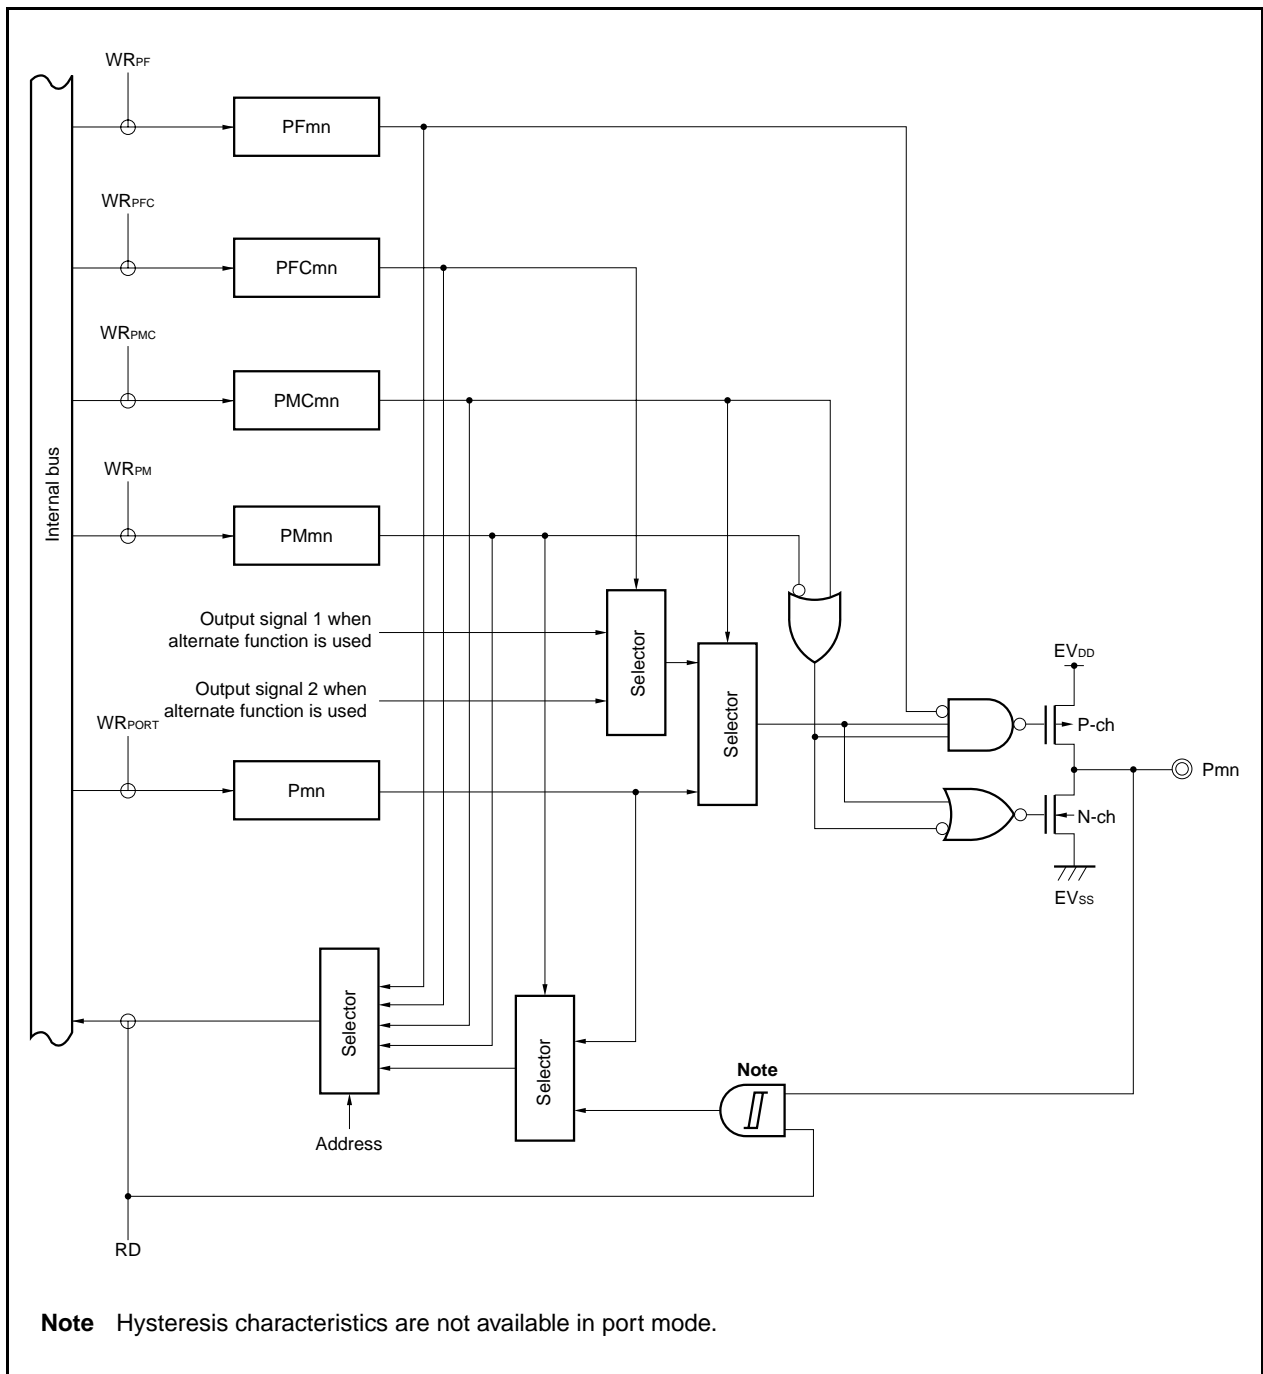 WRPF
PFmn
WRPFC
PFCmn
WRPMC
PMCmn
Internal bus
WRPM
PMmn
Output signal 1 when
alternate function is used
Selector
Output signal 2 when
alternate function is used
Selector
EVDD
P-ch
WRPORT
Pmn
Pmn
N-ch
EVSS
Selector
Selector
Note
Address
RD
Note Hysteresis characteristics are not available in port mode.